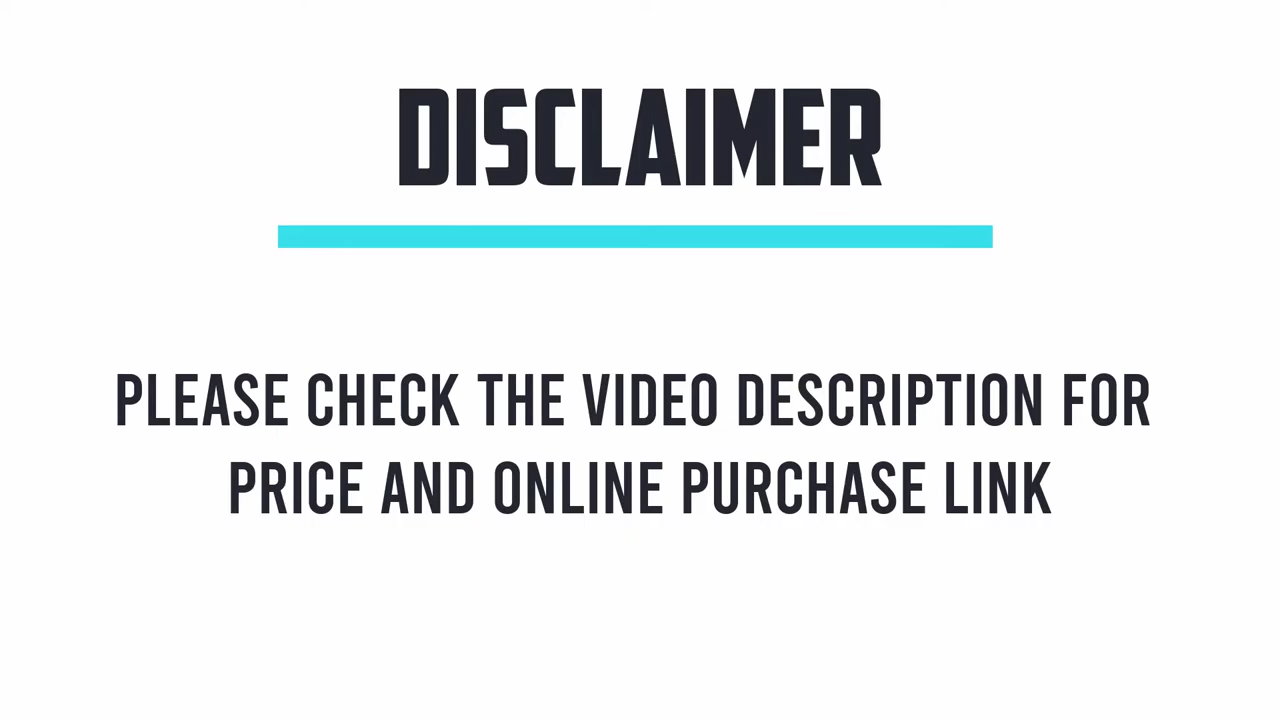 DISCLAIMER
PLEASE CHECK THE VIDEO DESCRIPTION FOR
PRICE AND ONLINE PURCHASE LINK